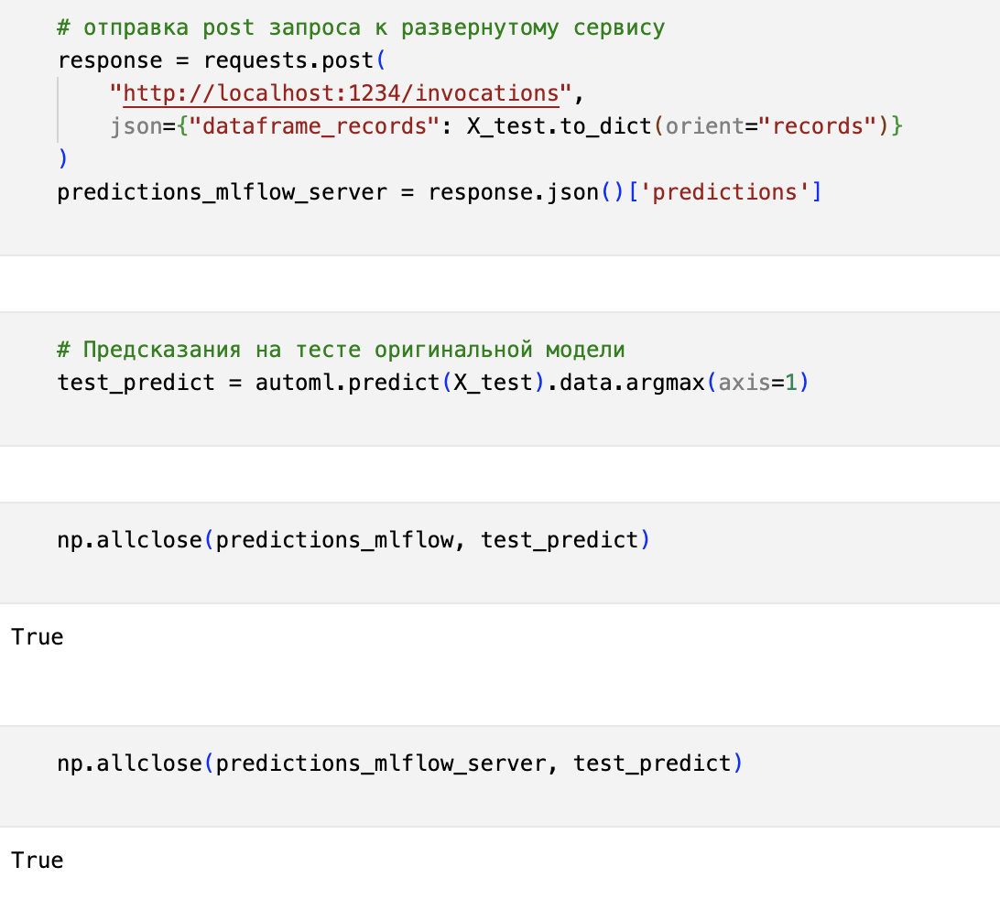 # отправка post запроса к развернутому сервису
response = requests.post(
    "http://localhost:1234/invocations",
    json={"dataframe_records": X_test.to_dict(orient="records")}
)
predictions_mlflow_server = response.json()['predictions']
# Предсказания на тесте оригинальной модели
test_predict = automl.predict(X_test).data.argmax(axis=1)
np.allclose(predictions_mlflow, test_predict)
True
np.allclose(predictions_mlflow_server, test_predict)
True